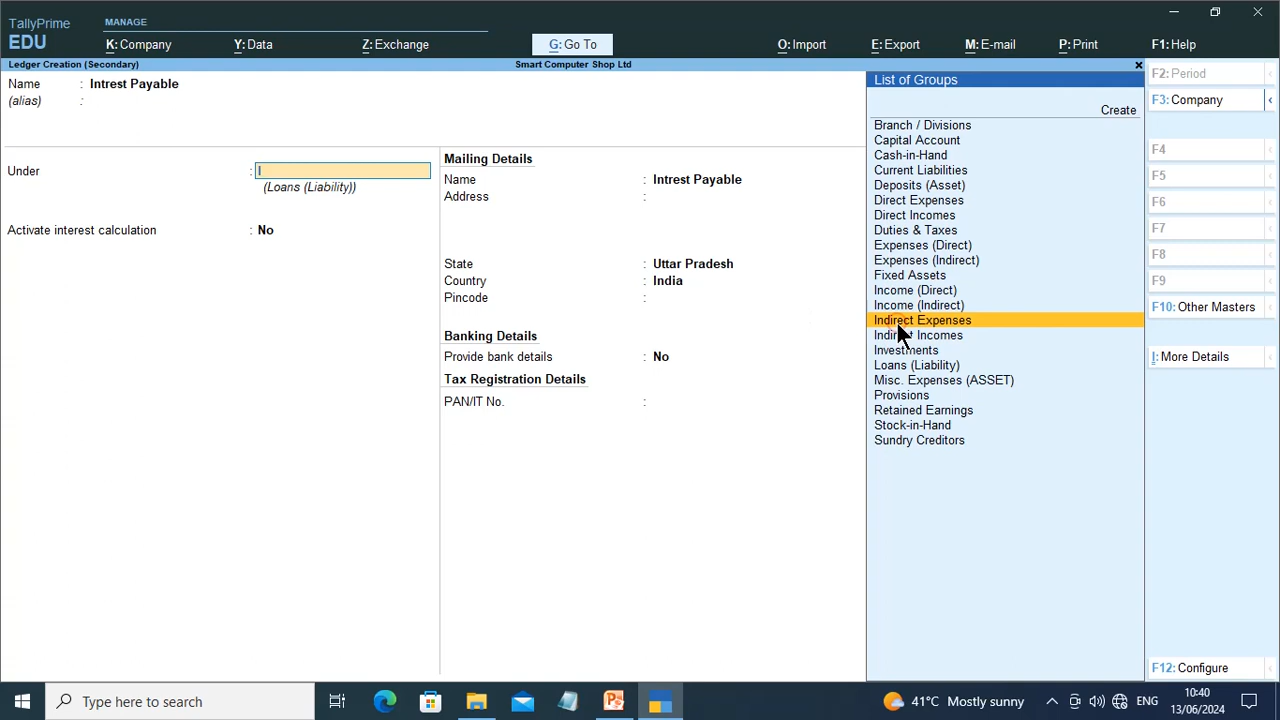 TallyPrime
MANAGE
EDU
K: Company
Y: Data
Z: Exchange
G: Go To
O: Import
E: Export
M: E-mail
P: Print
F1: Help
Ledger Creation (Secondary)
Smart Computer Shop Ltd
Name : Intrest Payable
(alias) :
Under : I
(Loans (Liability))
Activate interest calculation : No
Mailing Details
Name : Intrest Payable
Address :
State : Uttar Pradesh
Country : India
Pincode :
Banking Details
Provide bank details : No
Tax Registration Details
PAN/IT No. :
List of Groups
Create
Branch / Divisions
Capital Account
Cash-in-Hand
Current Liabilities
Deposits (Asset)
Direct Expenses
Direct Incomes
Duties & Taxes
Expenses (Direct)
Expenses (Indirect)
Fixed Assets
Income (Direct)
Income (Indirect)
Indirect Expenses
Indirect Incomes
Investments
Loans (Liability)
Misc. Expenses (ASSET)
Provisions
Retained Earnings
Stock-in-Hand
Sundry Creditors
F2: Period
F3: Company
F4
F5
F6
F7
F8
F9
F10: Other Masters
I: More Details
F12: Configure
Type here to search
41°C Mostly sunny
ENG
10:40
13/06/2024